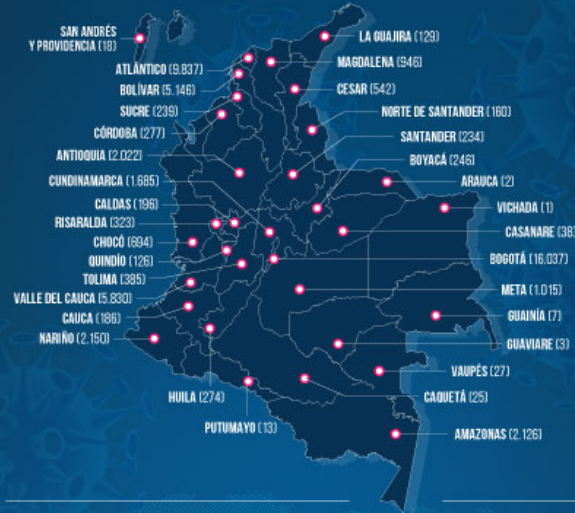 SAN ANDRÉS
Y PROVIDENCIA (18)
ATLÁNTICO (9.837)
BOLÍVAR (5.146)
SUCRE (239)
CÓRDOBA (277)
ANTIOQUIA (2.022)
CUNDINAMARCA (1.685)
CALDAS (196)
RISARALDA (323)
CHOCÓ (694)
QUINDÍO (126)
TOLIMA (385)
VALLE DEL CAUCA (5.830)
CAUCA (186)
NARIÑO (2.150)
HUILA (274)
PUTUMAYO (13)
LA GUAJIRA (129)
MAGDALENA (946)
CESAR (542)
NORTE DE SANTANDER (160)
SANTANDER (234)
BOYACÁ (246)
ARAUCA (2)
VICHADA (1)
CASANARE (38)
BOGOTÁ (16.037)
META (1.015)
GUAINÍA (7)
GUAVIARE (3)
VAUPÉS (27)
CAQUETÁ (25)
AMAZONAS (2.126)